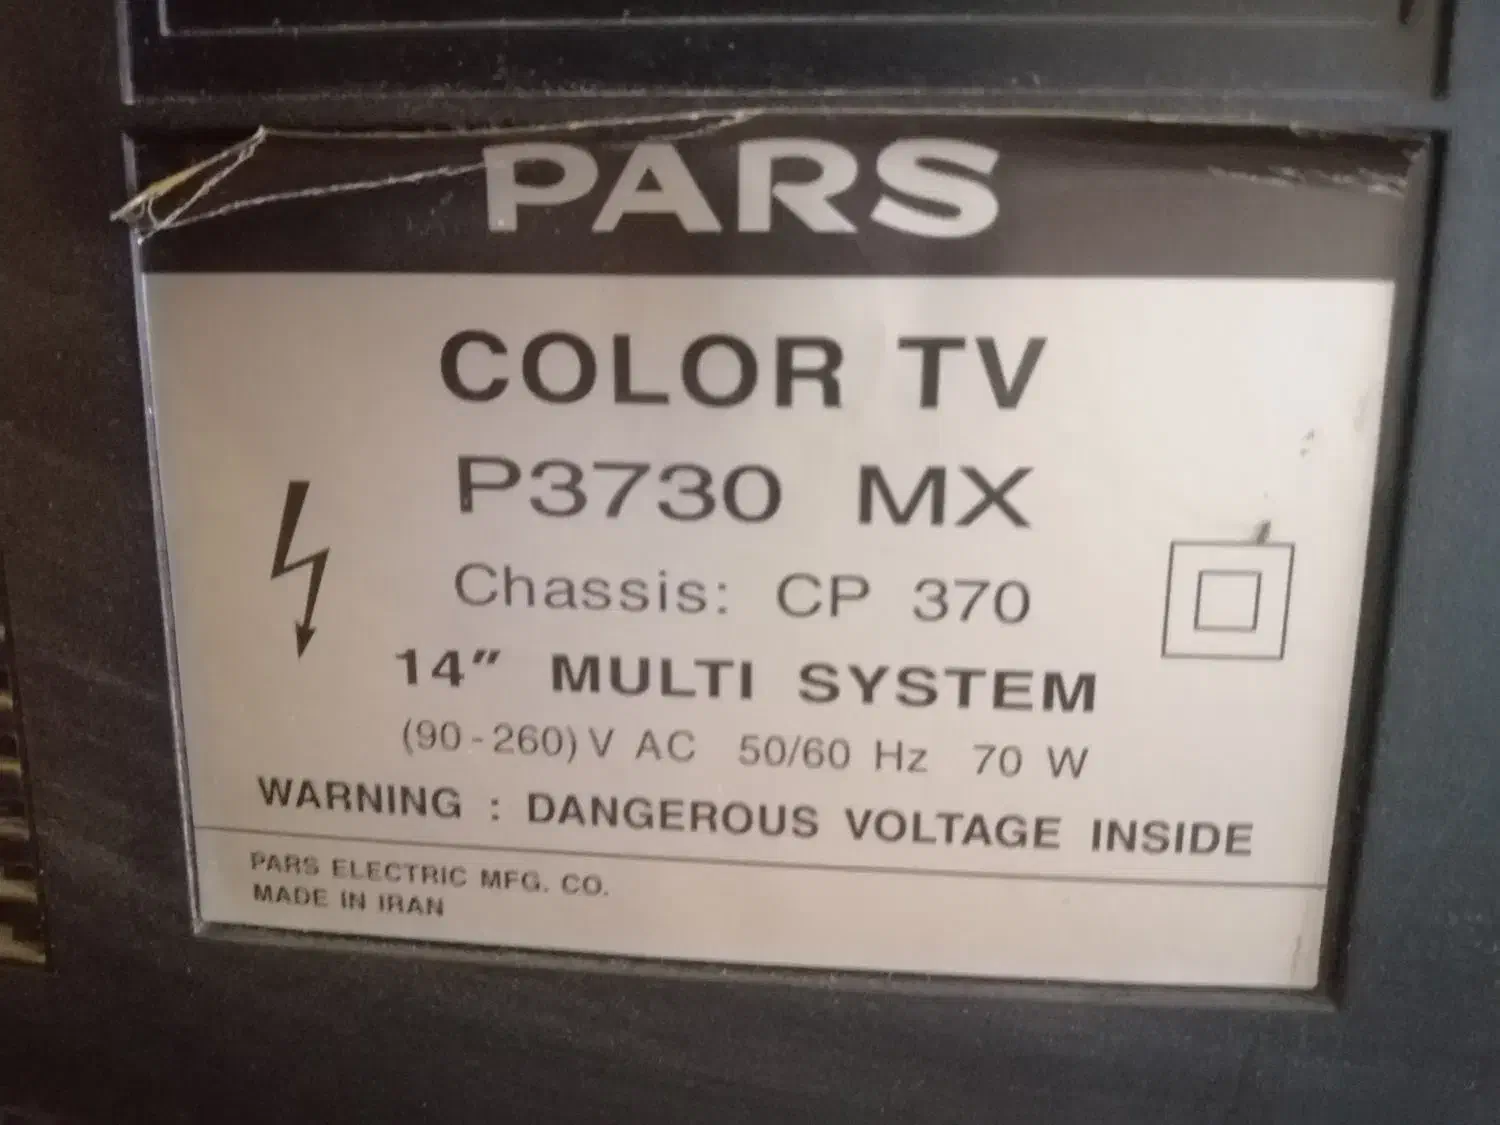 PARS
COLOR TV
P3730 MX
Chassis: CP 370
14" MULTI SYSTEM
(90-260)V AC 50/60 Hz 70 W
WARNING : DANGEROUS VOLTAGE INSIDE
PARS ELECTRIC MFG. CO.
MADE IN IRAN